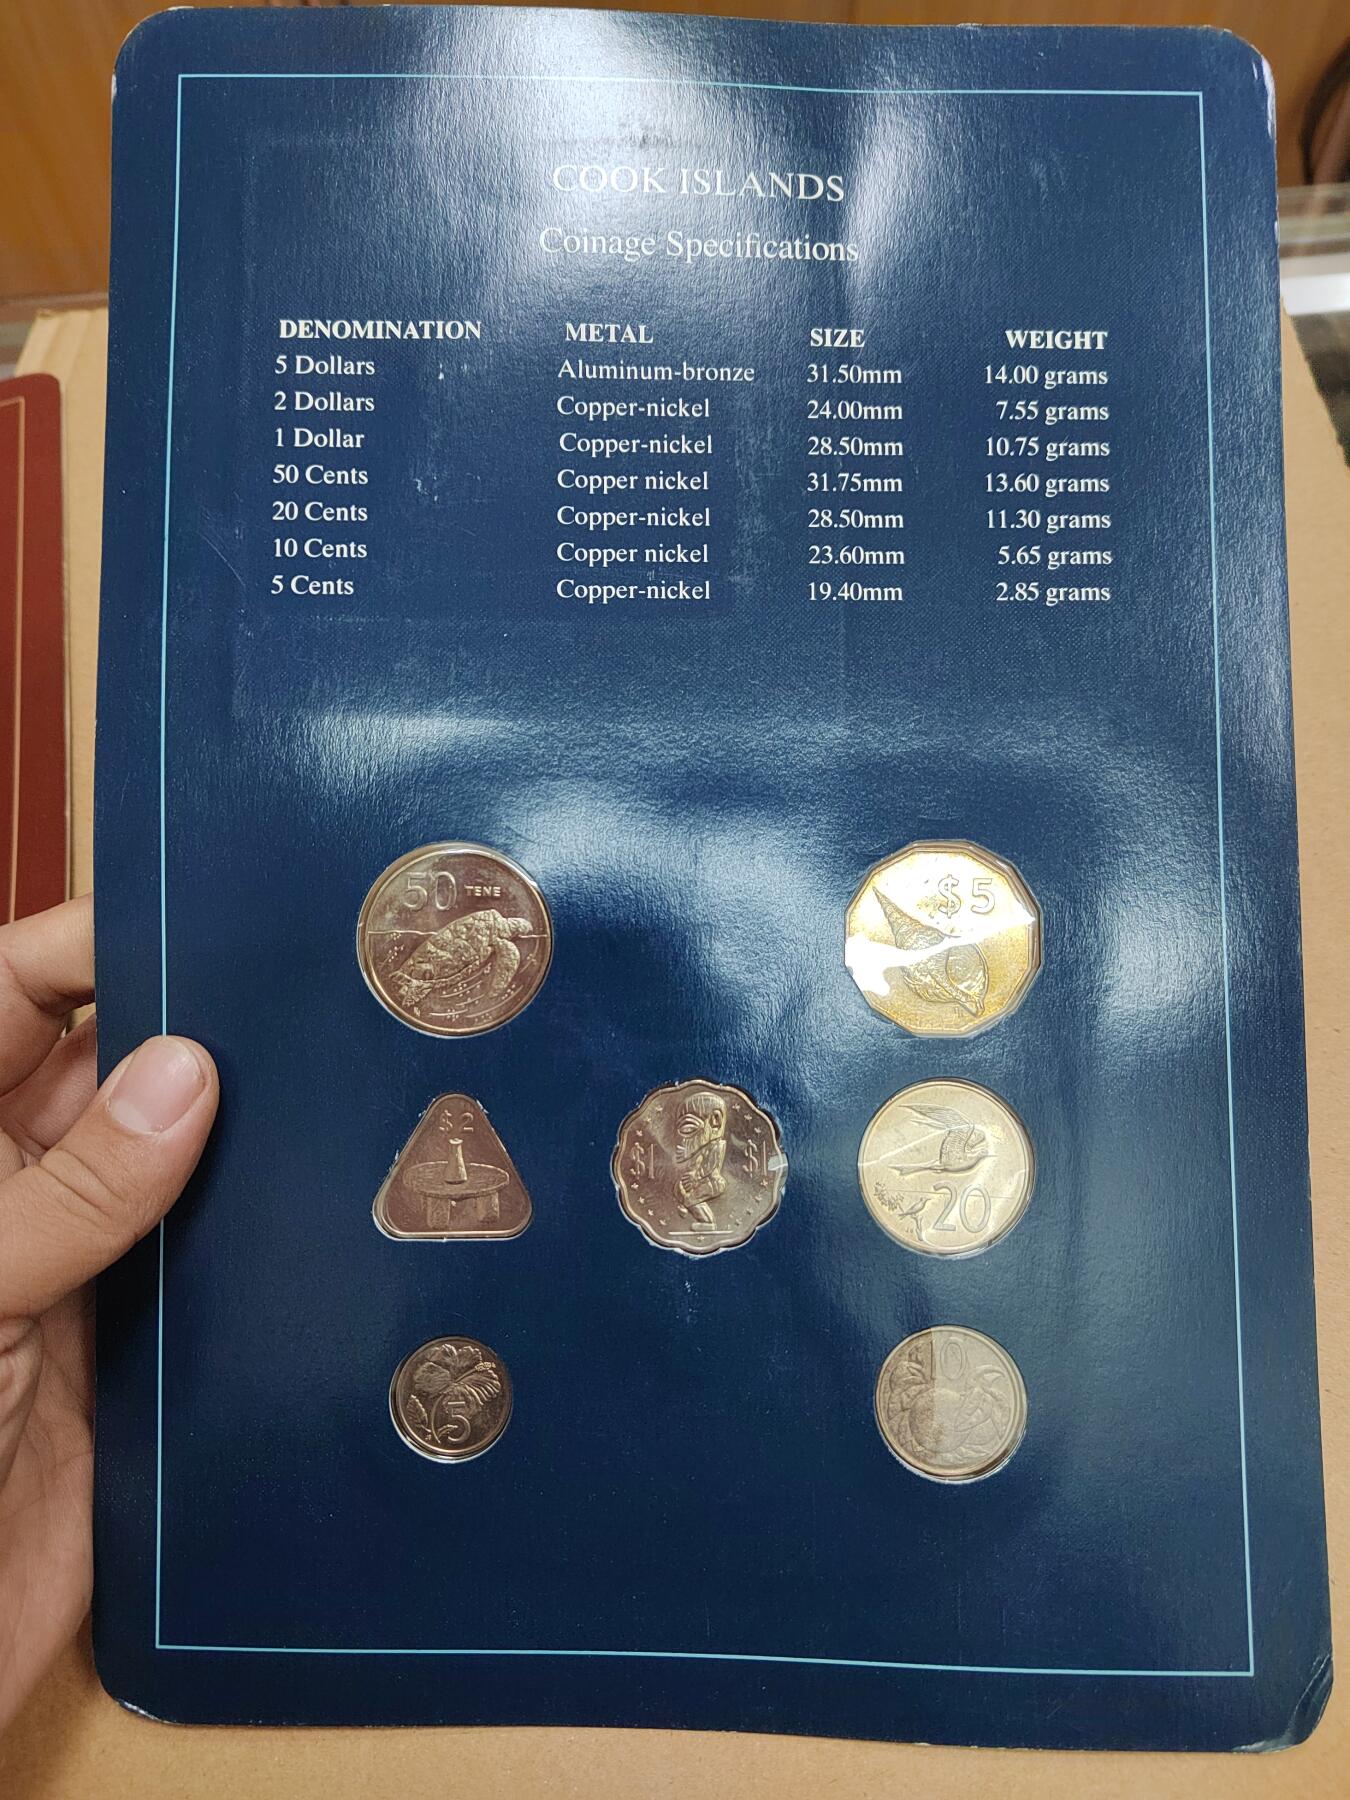 COOK ISLANDS
Coinage Specifications
DENOMINATION METAL SIZE WEIGHT
5 Dollars Aluminum-bronze 31.50mm 14.00 grams
2 Dollars Copper-nickel 24.00mm 7.55 grams
1 Dollar Copper-nickel 28.50mm 10.75 grams
50 Cents Copper nickel 31.75mm 13.60 grams
20 Cents Copper-nickel 28.50mm 11.30 grams
10 Cents Copper nickel 23.60mm 5.65 grams
5 Cents Copper-nickel 19.40mm 2.85 grams
50 TENE
$5
$2
$1 $1
20
5
10